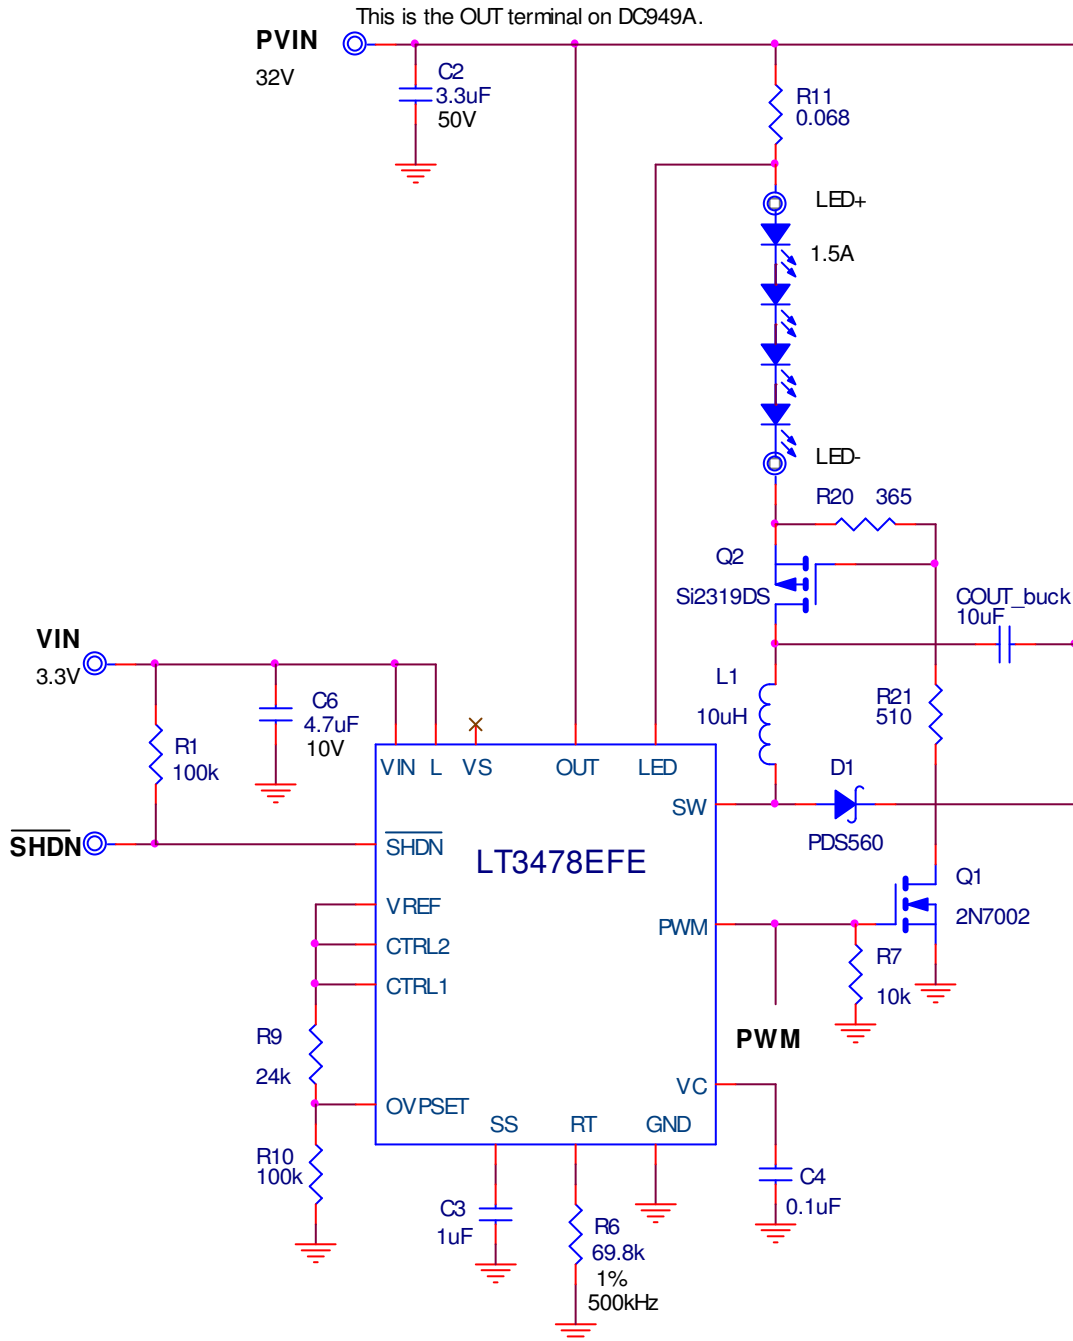 This is the OUT terminal on DC949A.
PVIN
32V
C2
3.3uF
50V
R11
0.068
LED+
1.5A
LED-
R20 365
Q2
Si2319DS
COUT_buck
10uF
VIN
3.3V
L1
10uH
R21
510
C6
4.7uF
10V
R1
100k
VIN L VS OUT LED
D1
SW
PDS560
SHDN
SHDN
LT3478EFE
Q1
2N7002
VREF
PWM
CTRL2
R7
10k
CTRL1
PWM
R9
24k
VC
OVPSET
SS RT GND
R10
100k
C4
0.1uF
C3
1uF
R6
69.8k
1%
500kHz